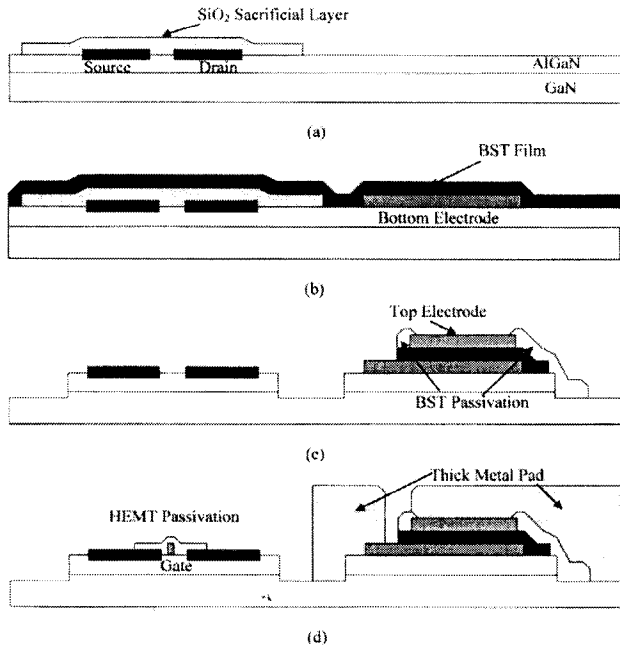 SiO₂ Sacrificial Layer
Source Drain
AlGaN
GaN
(a)
BST Film
Bottom Electrode
(b)
Top Electrode
BST Passivation
(c)
Thick Metal Pad
HEMT Passivation
Gate
(d)